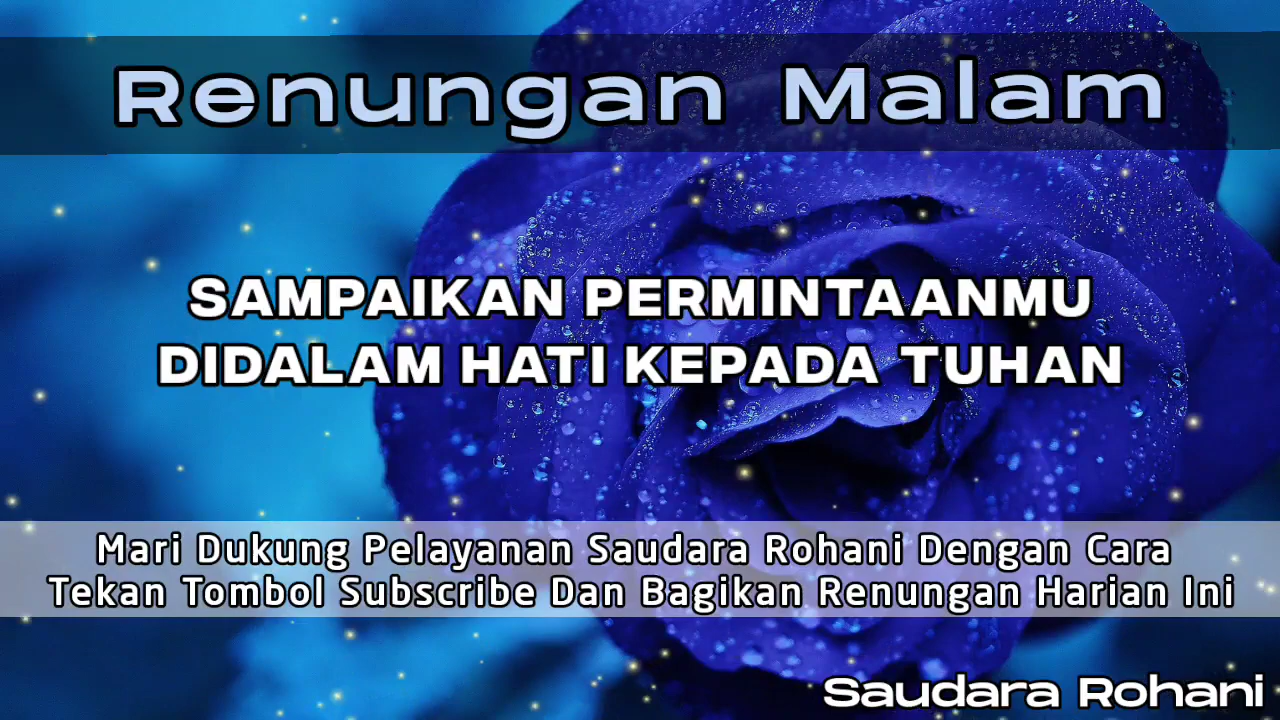 Renungan Malam
SAMPAIKAN PERMINTAANMU
DIDALAM HATI KEPADA TUHAN
Mari Dukung Pelayanan Saudara Rohani Dengan Cara
Tekan Tombol Subscribe Dan Bagikan Renungan Harian Ini
Saudara Rohani